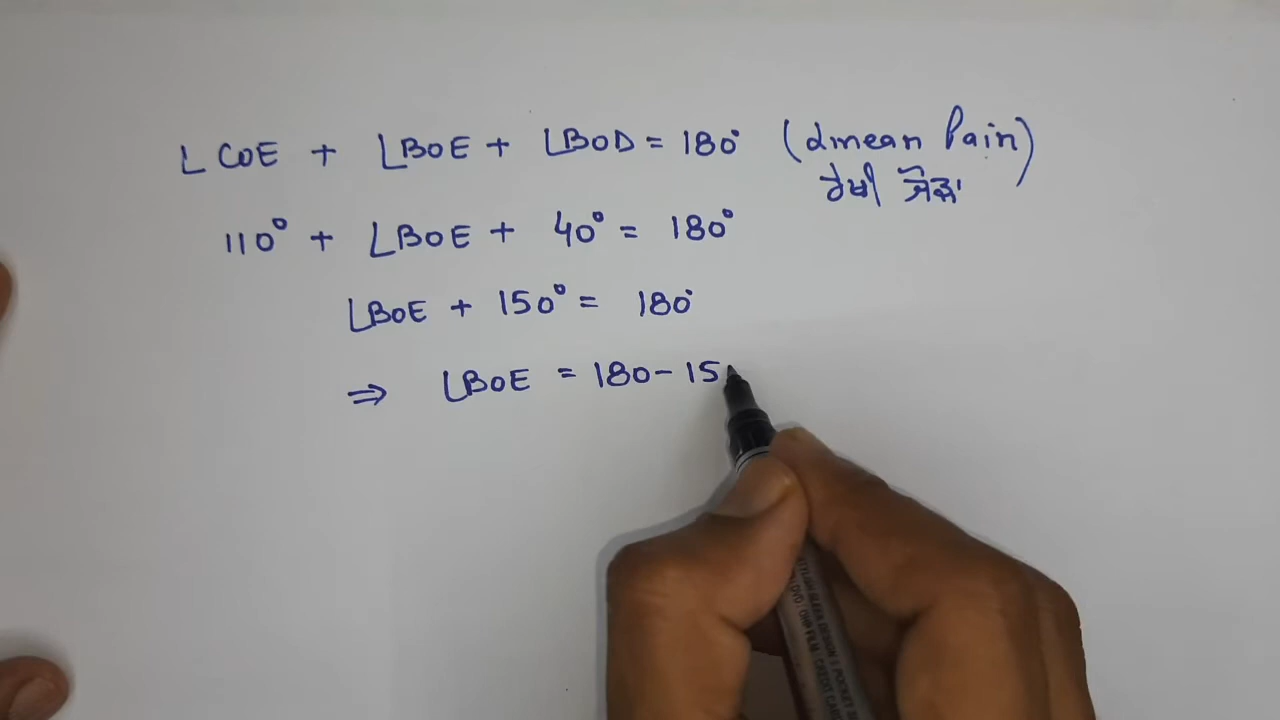 ∠COE + ∠BOE + ∠BOD = 180° (Linear Pair)
ਰੇਖੀ ਜੋੜਾ
110° + ∠BOE + 40° = 180°
∠BOE + 150° = 180°
⇒ ∠BOE = 180 - 15